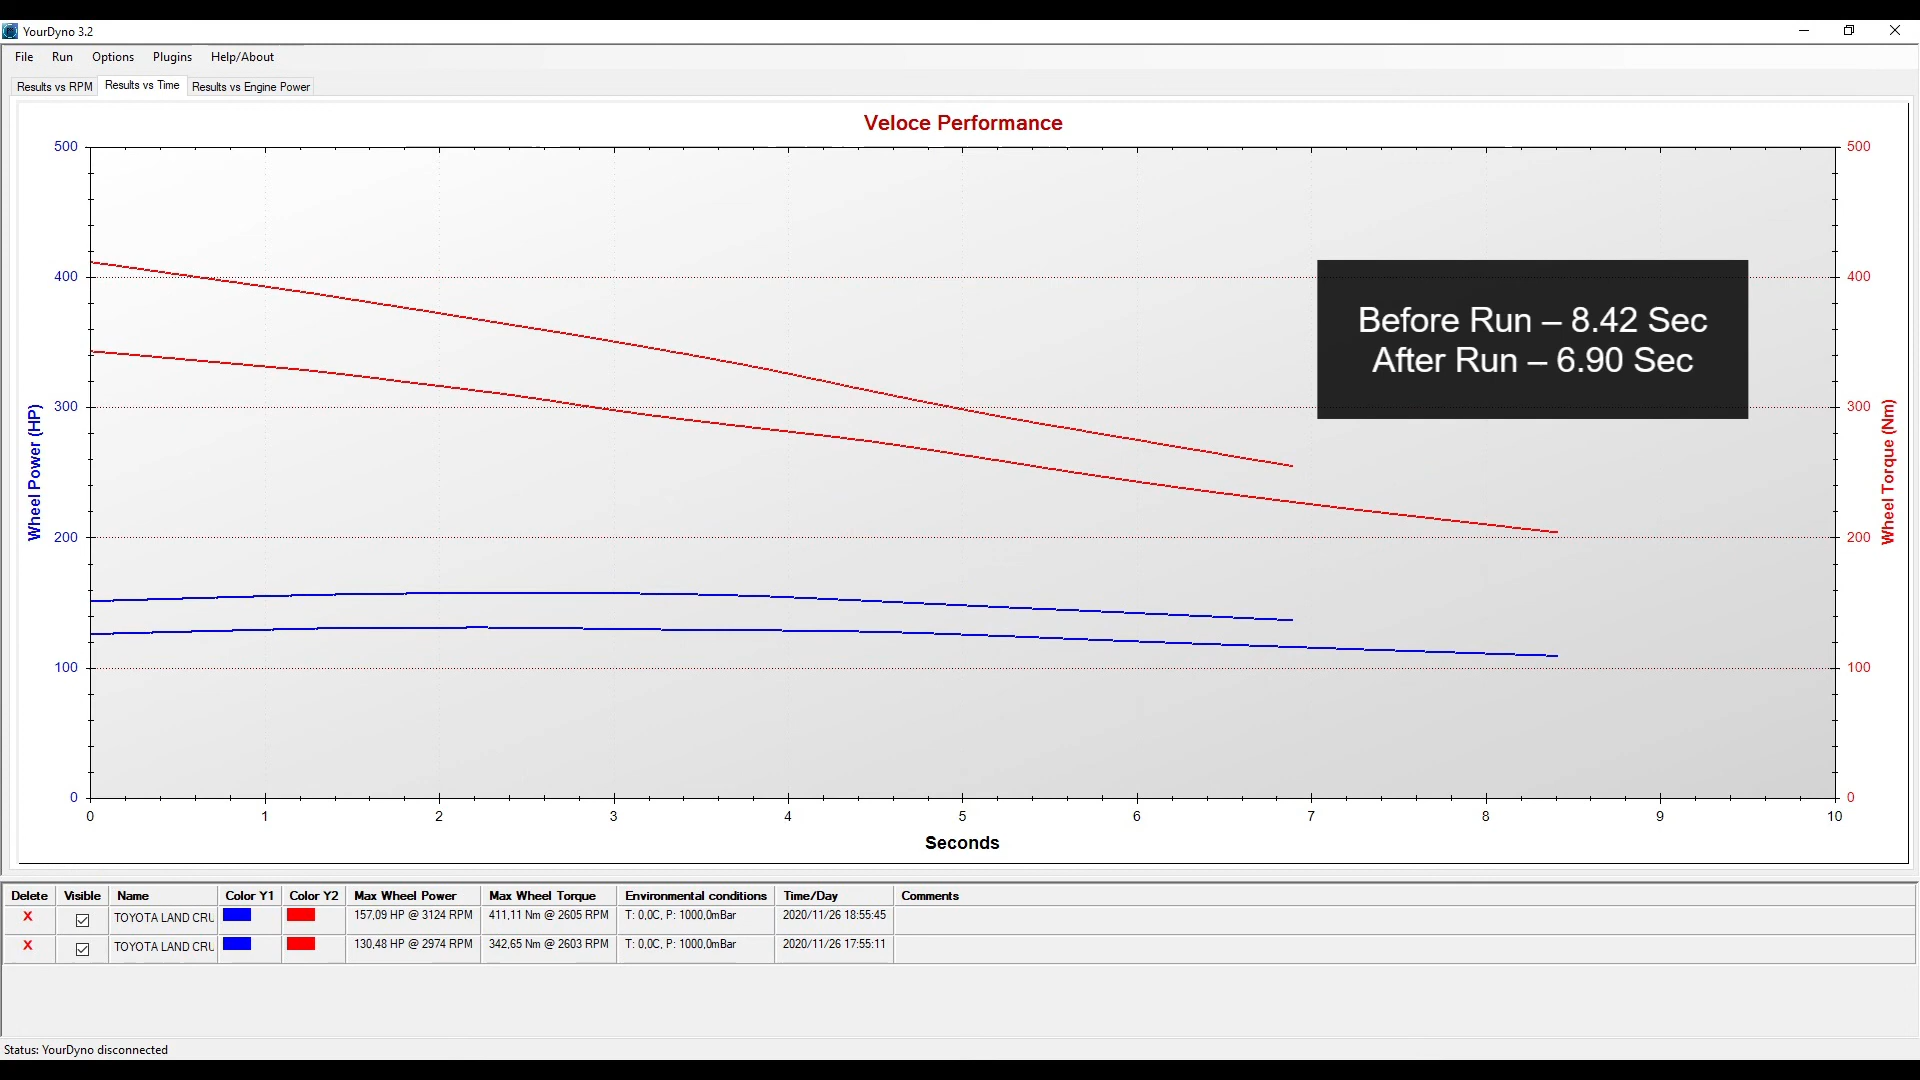 YourDyno 3.2
File Run Options Plugins Help/About
Results vs RPM Results vs Time Results vs Engine Power
Veloce Performance
500 500
400 400
Before Run – 8.42 Sec
After Run – 6.90 Sec
300 300
Wheel Power (HP)
Wheel Torque (Nm)
200 200
100 100
0 0
0 1 2 3 4 5 6 7 8 9 10
Seconds
Delete Visible Name Color Y1 Color Y2 Max Wheel Power Max Wheel Torque Environmental conditions Time/Day Comments
X TOYOTA LAND CRU 157,09 HP @ 3124 RPM 411,11 Nm @ 2605 RPM T: 0,0C, P: 1000,0mBar 2020/11/26 18:55:45
X TOYOTA LAND CRU 130,48 HP @ 2974 RPM 342,65 Nm @ 2603 RPM T: 0,0C, P: 1000,0mBar 2020/11/26 17:55:11
Status: YourDyno disconnected